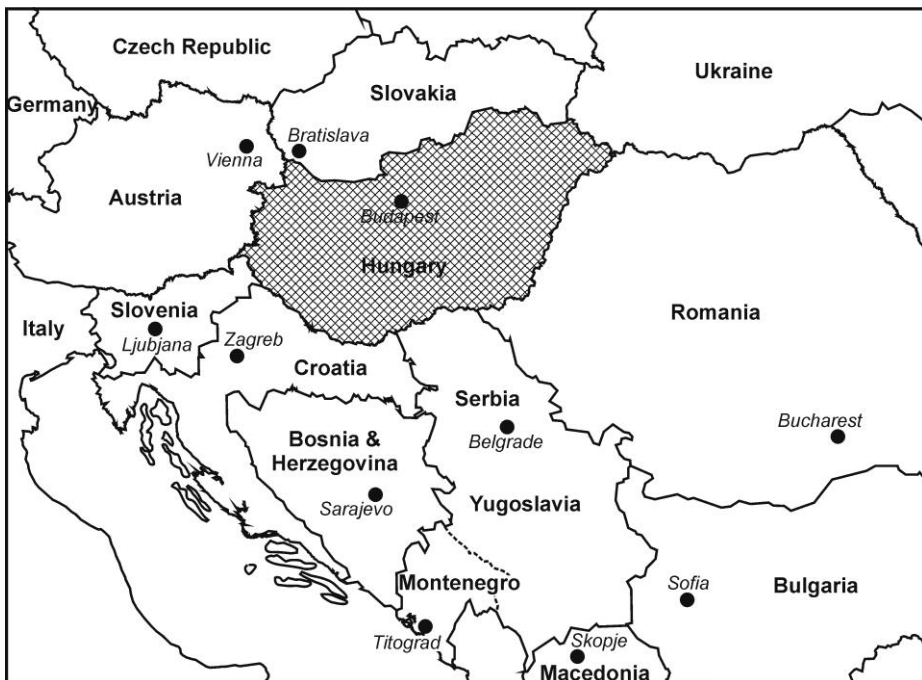 Czech Republic
Ukraine
Slovakia
Germany
Bratislava
Vienna
Austria
Budapest
Hungary
Slovenia
Romania
Italy
Ljubjana
Zagreb
Croatia
Serbia
Bucharest
Belgrade
Bosnia &
Herzegovina
Sarajevo
Yugoslavia
Montenegro
Sofia
Bulgaria
Titograd
Skopje
Macedonia